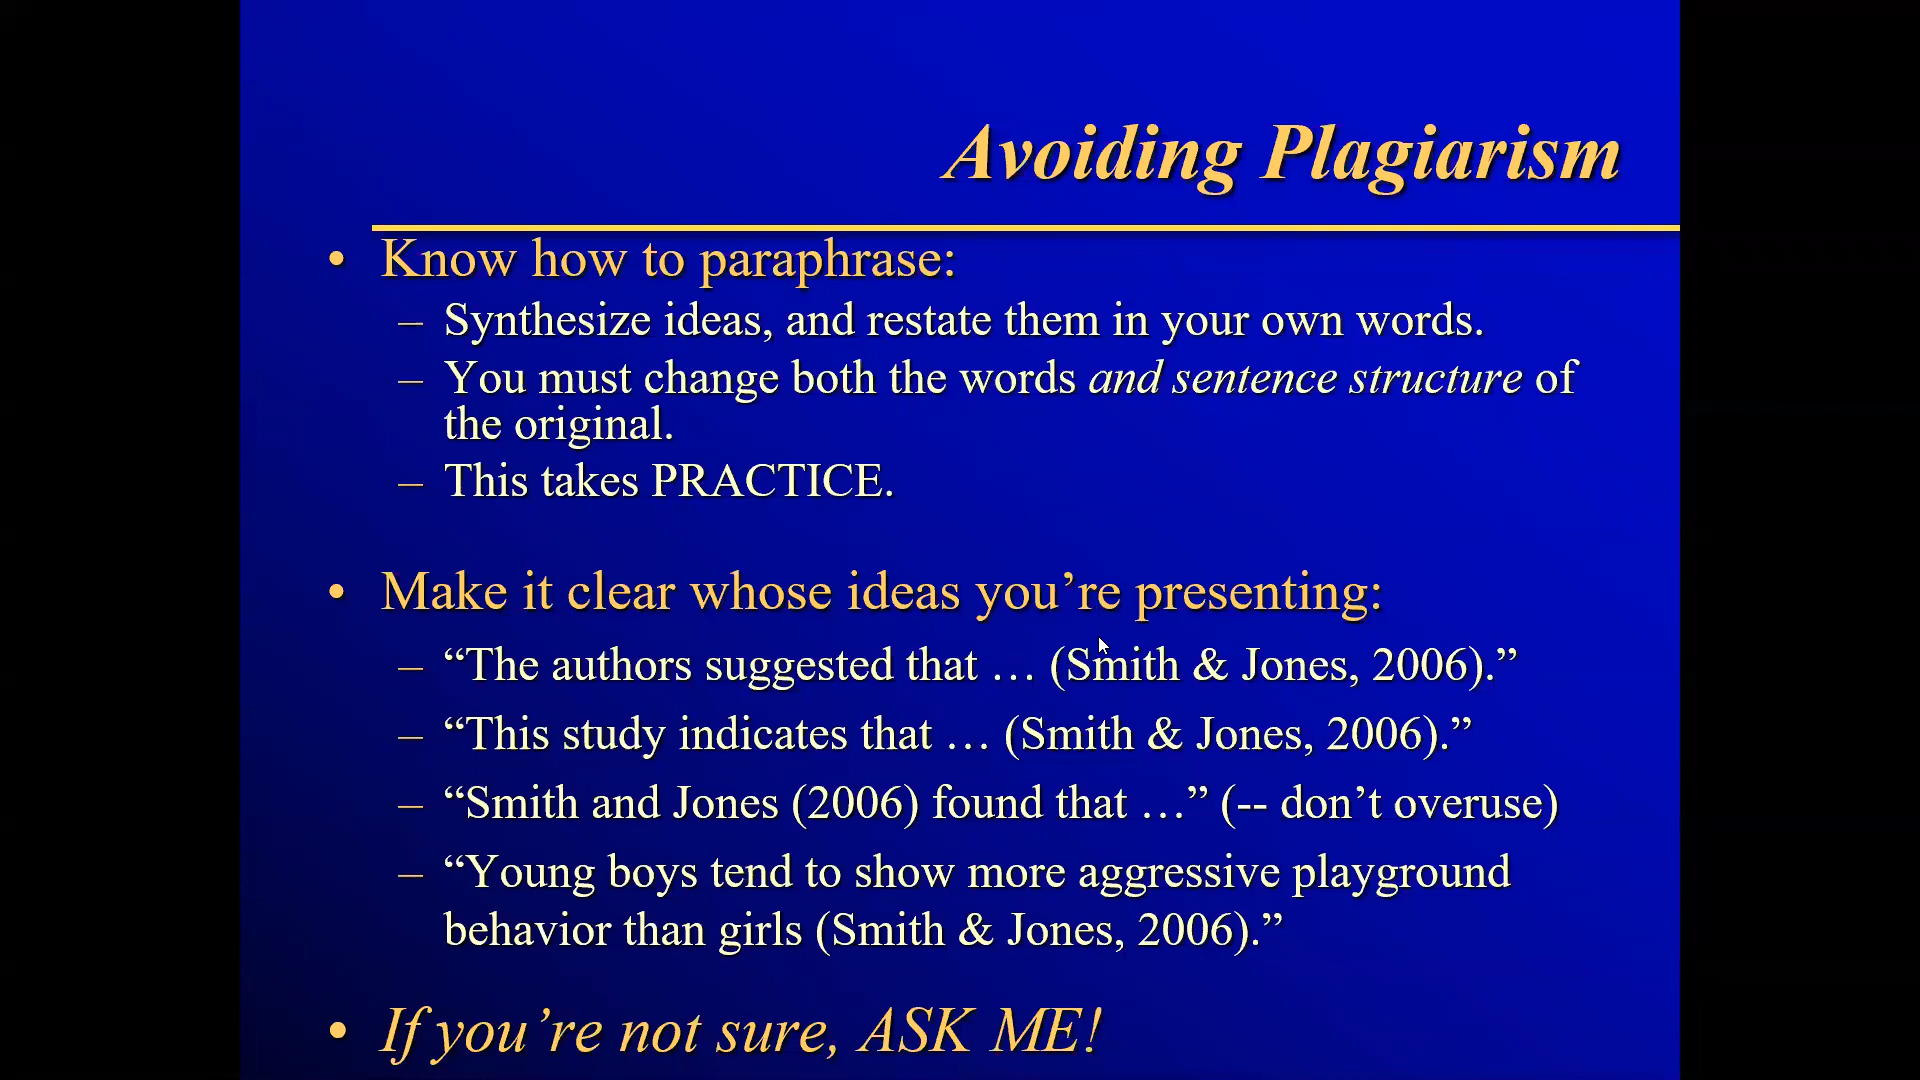 Avoiding Plagiarism
• Know how to paraphrase:
– Synthesize ideas, and restate them in your own words.
– You must change both the words and sentence structure of
the original.
– This takes PRACTICE.
• Make it clear whose ideas you’re presenting:
– “The authors suggested that … (Smith & Jones, 2006).”
– “This study indicates that … (Smith & Jones, 2006).”
– “Smith and Jones (2006) found that …” (-- don’t overuse)
– “Young boys tend to show more aggressive playground
behavior than girls (Smith & Jones, 2006).”
• If you’re not sure, ASK ME!